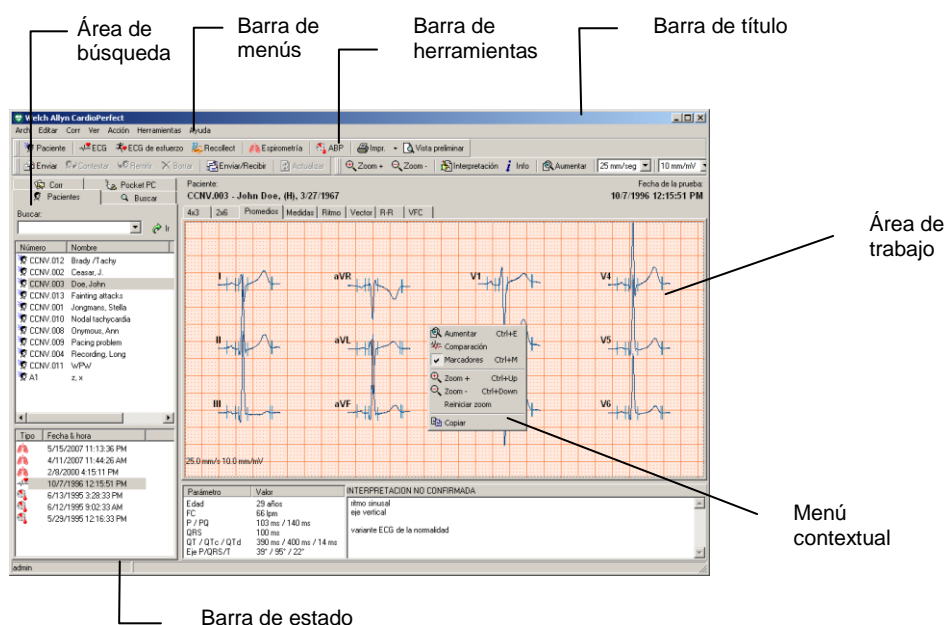 Área de búsqueda
Barra de menús
Barra de herramientas
Barra de título
Welch Allyn CardioPerfect
Arch Editar Corr Ver Acción Herramientas Ayuda
Paciente ECG ECG de esfuerzo Recollect Espirometría ABP Impr. Vista preliminar
Enviar Contestar Remitir Borrar Enviar/Recibir Actualizar Zoom + Zoom - Interpretación Info Aumentar 25 mm/seg 10 mm/mV
Corr Pocket PC
Pacientes Buscar
Paciente:
CCNV.003 - John Doe, (H), 3/27/1967
Fecha de la prueba:
10/7/1996 12:15:51 PM
4x3 2x6 Promedios Medidas Ritmo Vector R-R VFC
Buscar:
Ir
Número Nombre
CCNV.012 Brady /Tachy
CCNV.002 Ceasar, J.
CCNV.003 Doe, John
CCNV.013 Fainting attacks
CCNV.001 Jongmans, Stella
CCNV.010 Nodal tachycardia
CCNV.008 Onymous, Ann
CCNV.009 Pacing problem
CCNV.004 Recording, Long
CCNV.011 WPW
A1 z, x
I aVR V1 V4
II aVL V5
III aVF V6
Aumentar Ctrl+E
Comparación
Marcadores Ctrl+M
Zoom + Ctrl+Up
Zoom - Ctrl+Down
Reiniciar zoom
Copiar
25.0 mm/s 10.0 mm/mV
Área de trabajo
Tipo Fecha & hora
5/15/2007 11:13:36 PM
4/11/2007 11:44:26 AM
2/8/2000 4:15:11 PM
10/7/1996 12:15:51 PM
6/13/1995 3:28:33 PM
6/12/1995 9:02:33 AM
5/29/1995 12:16:33 PM
Parámetro Valor
Edad 29 años
FC 66 lpm
P / PQ 103 ms / 140 ms
QRS 100 ms
QT / QTc / QTd 390 ms / 400 ms / 14 ms
Eje P/QRS/T 39° / 95° / 22°
INTERPRETACION NO CONFIRMADA
ritmo sinusal
eje vertical
variante ECG de la normalidad
Menú contextual
admin
Barra de estado